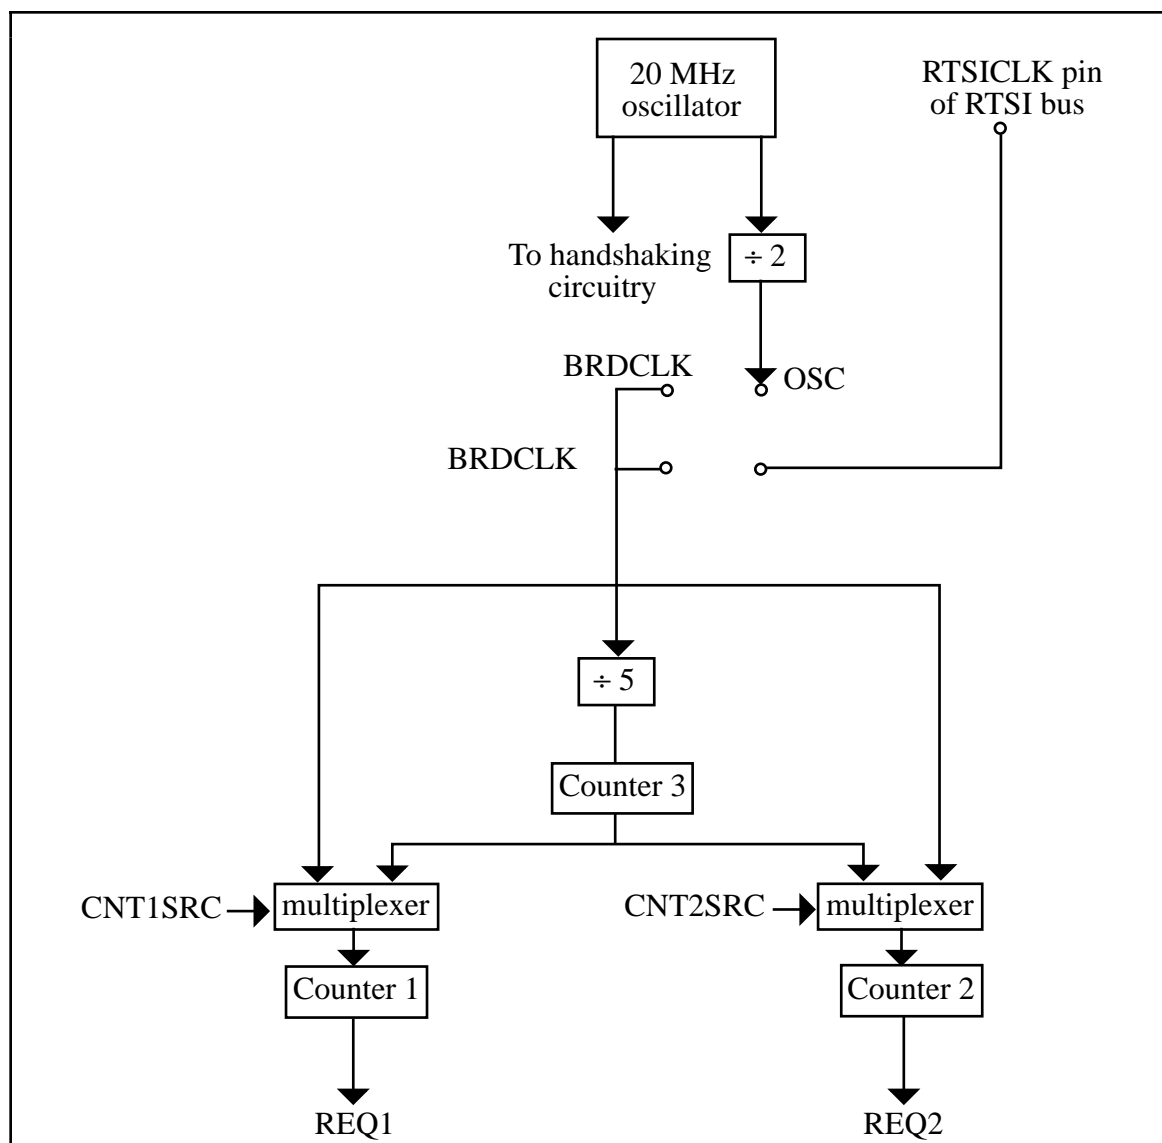 20 MHz
oscillator
RTSICLK pin
of RTSI bus
To handshaking
circuitry
÷ 2
BRDCLK
OSC
BRDCLK
÷ 5
Counter 3
CNT1SRC
multiplexer
CNT2SRC
multiplexer
Counter 1
Counter 2
REQ1
REQ2